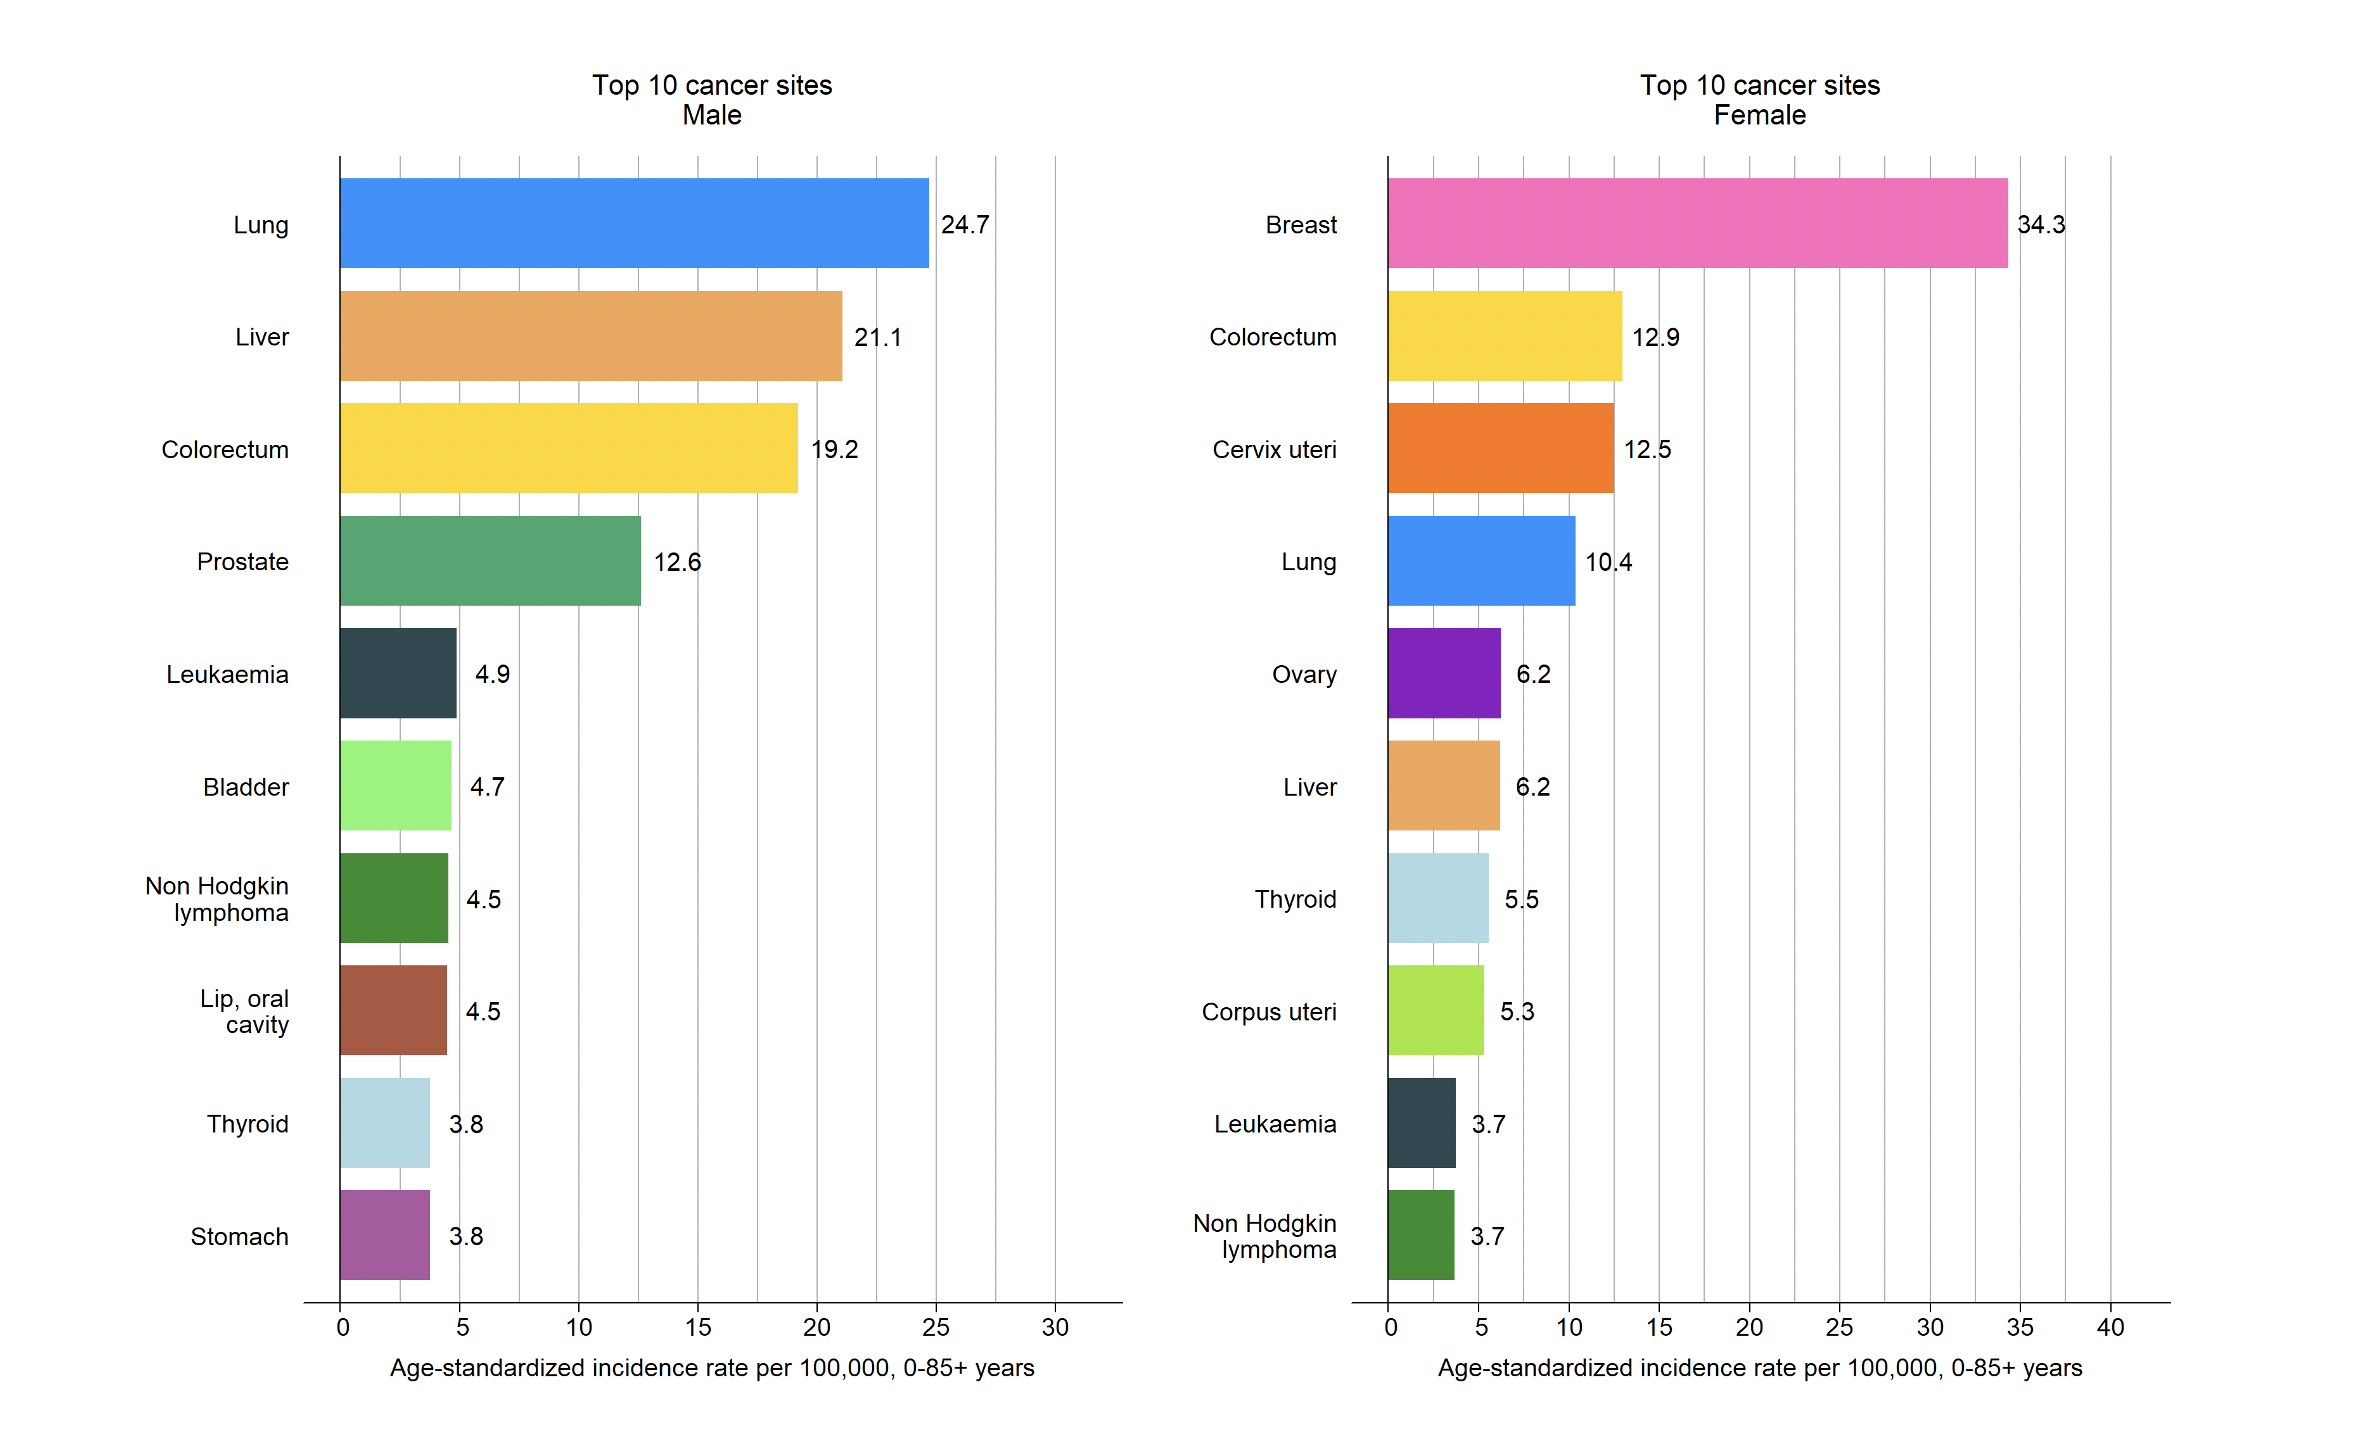 Top 10 cancer sites
Male
Lung
24.7
Liver
21.1
Colorectum
19.2
Prostate
12.6
Leukaemia
4.9
Bladder
4.7
Non Hodgkin
lymphoma
4.5
Lip, oral
cavity
4.5
Thyroid
3.8
Stomach
3.8
0 5 10 15 20 25 30
Age-standardized incidence rate per 100,000, 0-85+ years
Top 10 cancer sites
Female
Breast
34.3
Colorectum
12.9
Cervix uteri
12.5
Lung
10.4
Ovary
6.2
Liver
6.2
Thyroid
5.5
Corpus uteri
5.3
Leukaemia
3.7
Non Hodgkin
lymphoma
3.7
0 5 10 15 20 25 30 35 40
Age-standardized incidence rate per 100,000, 0-85+ years